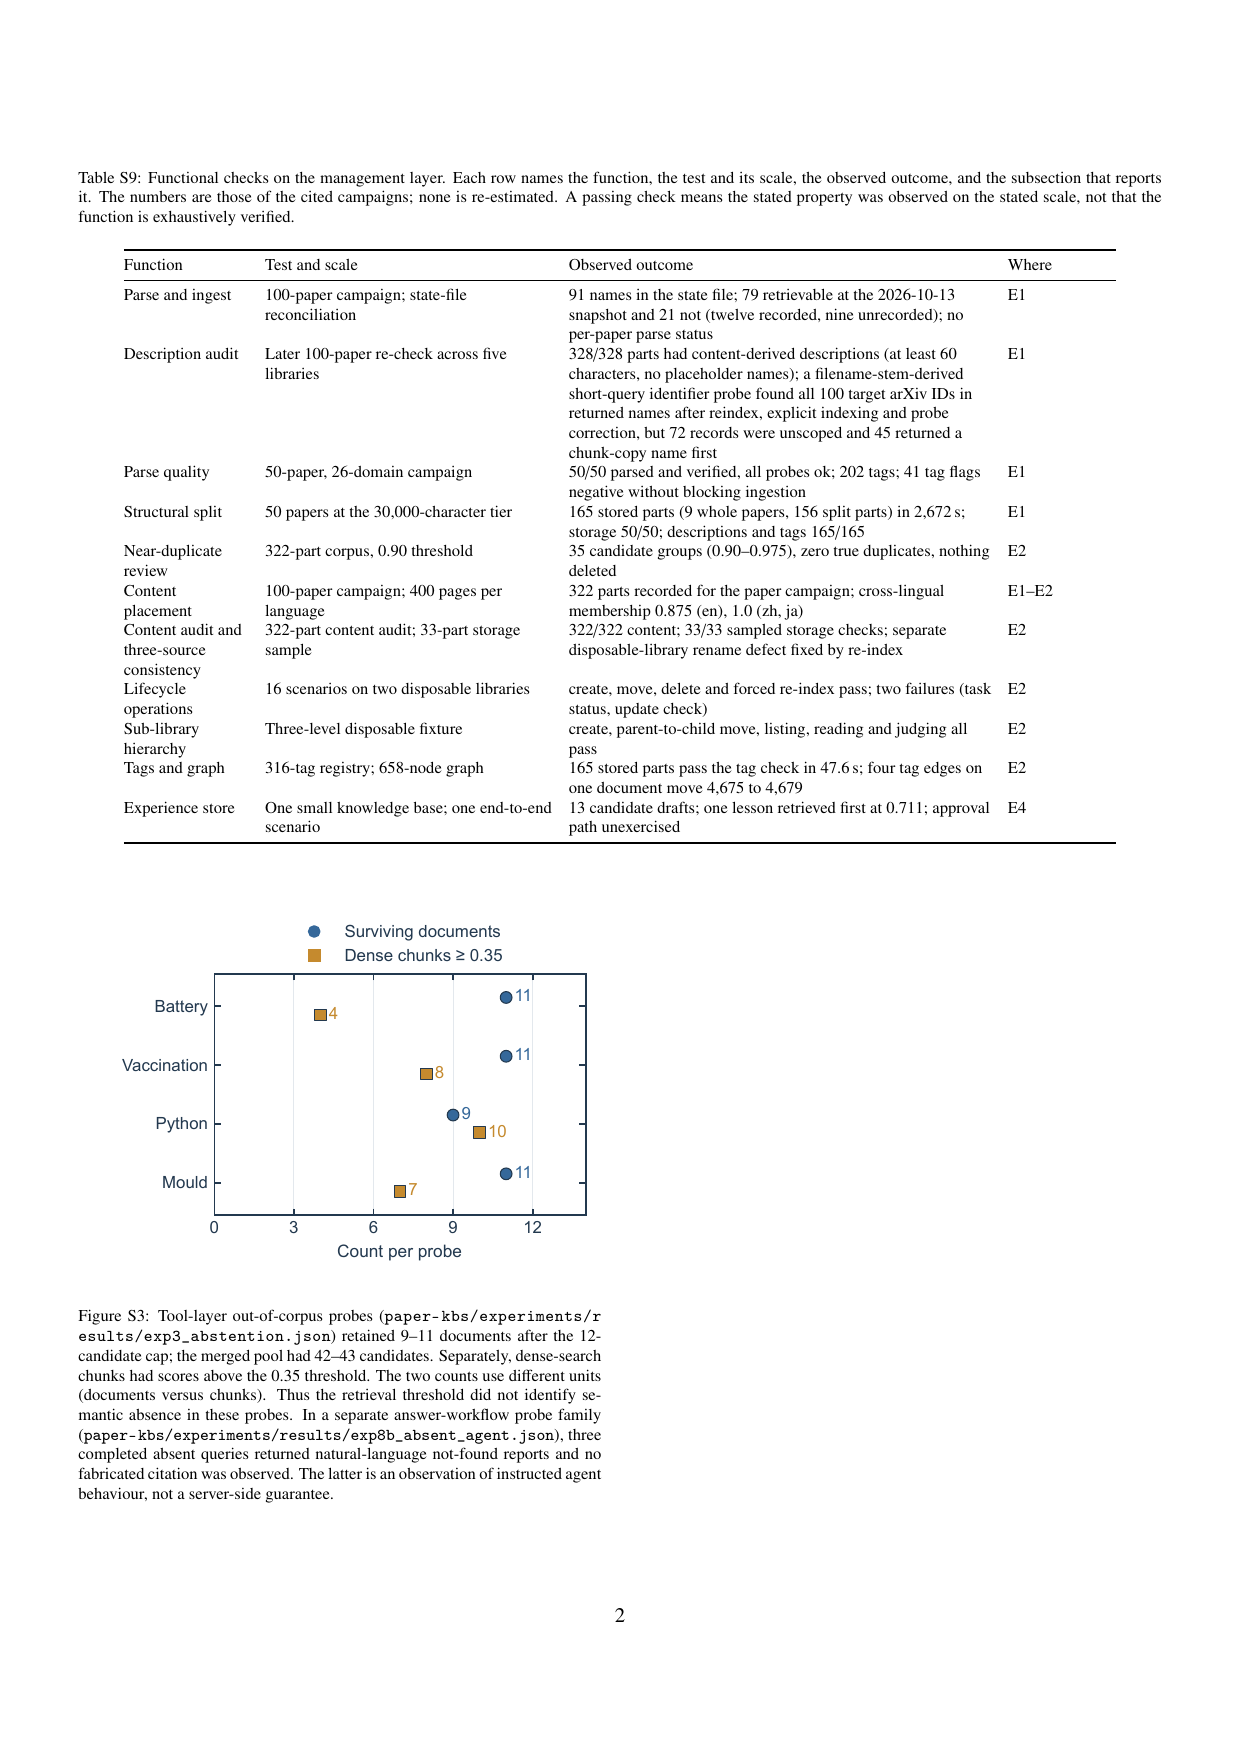 Table S9: Functional checks on the management layer. Each row names the function, the test and its scale, the observed outcome, and the subsection that reports
it. The numbers are those of the cited campaigns; none is re-estimated. A passing check means the stated property was observed on the stated scale, not that the
function is exhaustively verified.
Function Test and scale Observed outcome Where
Parse and ingest 100-paper campaign; state-file 91 names in the state file; 79 retrievable at the 2026-10-13 E1
reconciliation snapshot and 21 not (twelve recorded, nine unrecorded); no
per-paper parse status
Description audit Later 100-paper re-check across five 328/328 parts had content-derived descriptions (at least 60 E1
libraries characters, no placeholder names); a filename-stem-derived
short-query identifier probe found all 100 target arXiv IDs in
returned names after reindex, explicit indexing and probe
correction, but 72 records were unscoped and 45 returned a
chunk-copy name first
Parse quality 50-paper, 26-domain campaign 50/50 parsed and verified, all probes ok; 202 tags; 41 tag flags E1
negative without blocking ingestion
Structural split 50 papers at the 30,000-character tier 165 stored parts (9 whole papers, 156 split parts) in 2,672 s; E1
storage 50/50; descriptions and tags 165/165
Near-duplicate 322-part corpus, 0.90 threshold 35 candidate groups (0.90–0.975), zero true duplicates, nothing E2
review deleted
Content 100-paper campaign; 400 pages per 322 parts recorded for the paper campaign; cross-lingual E1–E2
placement language membership 0.875 (en), 1.0 (zh, ja)
Content audit and 322-part content audit; 33-part storage 322/322 content; 33/33 sampled storage checks; separate E2
three-source sample disposable-library rename defect fixed by re-index
consistency
Lifecycle 16 scenarios on two disposable libraries create, move, delete and forced re-index pass; two failures (task E2
operations status, update check)
Sub-library Three-level disposable fixture create, parent-to-child move, listing, reading and judging all E2
hierarchy pass
Tags and graph 316-tag registry; 658-node graph 165 stored parts pass the tag check in 47.6 s; four tag edges on E2
one document move 4,675 to 4,679
Experience store One small knowledge base; one end-to-end 13 candidate drafts; one lesson retrieved first at 0.711; approval E4
scenario path unexercised
Surviving documents
Dense chunks ≥ 0.35
Battery 11
4
Vaccination 11
8
Python 9
10
Mould 11
7
0 3 6 9 12
Count per probe
Figure S3: Tool-layer out-of-corpus probes (paper-kbs/experiments/r
esults/exp3_abstention.json) retained 9–11 documents after the 12-
candidate cap; the merged pool had 42–43 candidates. Separately, dense-search
chunks had scores above the 0.35 threshold. The two counts use different units
(documents versus chunks). Thus the retrieval threshold did not identify se-
mantic absence in these probes. In a separate answer-workflow probe family
(paper-kbs/experiments/results/exp8b_absent_agent.json), three
completed absent queries returned natural-language not-found reports and no
fabricated citation was observed. The latter is an observation of instructed agent
behaviour, not a server-side guarantee.
2